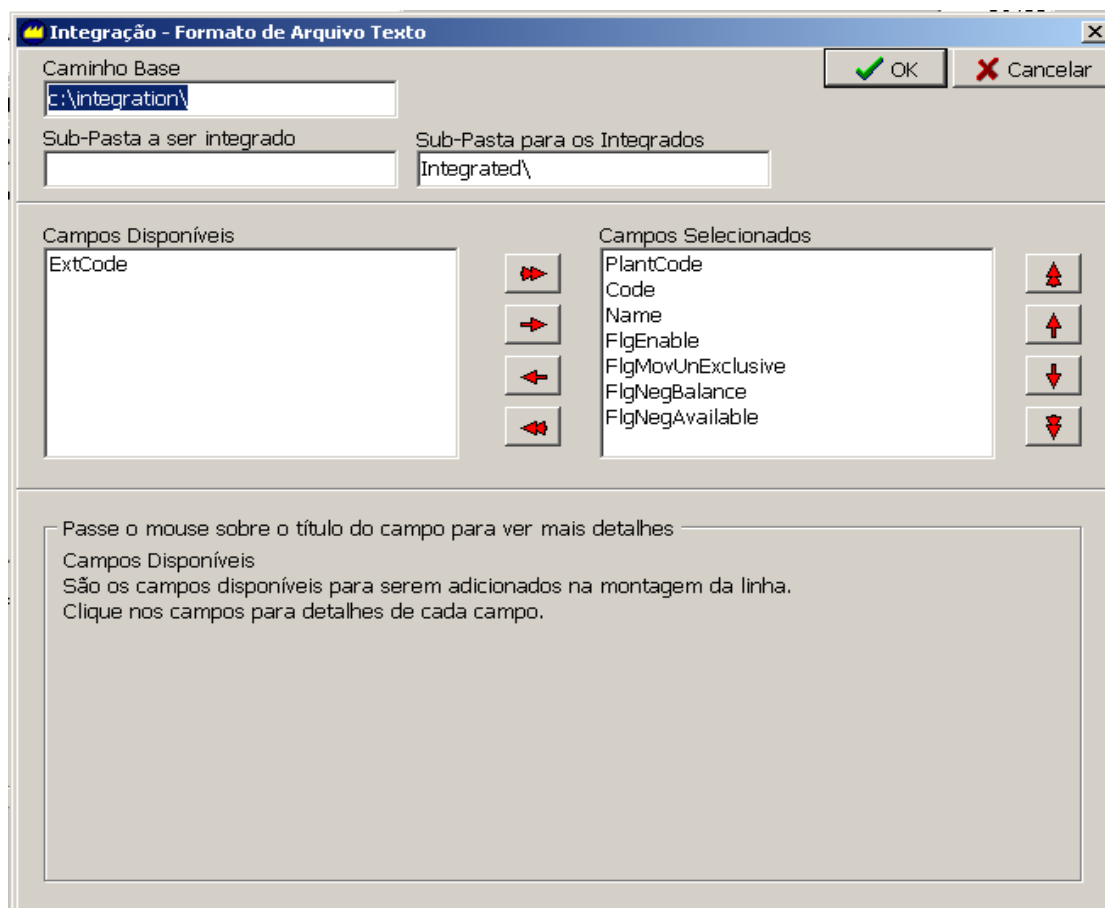 Integração - Formato de Arquivo Texto
Caminho Base
OK
Cancelar
c:\integration\
Sub-Pasta a ser integrado
Sub-Pasta para os Integrados
Integrated\
Campos Disponíveis
Campos Selecionados
ExtCode
PlantCode
Code
Name
FlgEnable
FlgMovUnExclusive
FlgNegBalance
FlgNegAvailable
Passe o mouse sobre o título do campo para ver mais detalhes
Campos Disponíveis
São os campos disponíveis para serem adicionados na montagem da linha.
Clique nos campos para detalhes de cada campo.